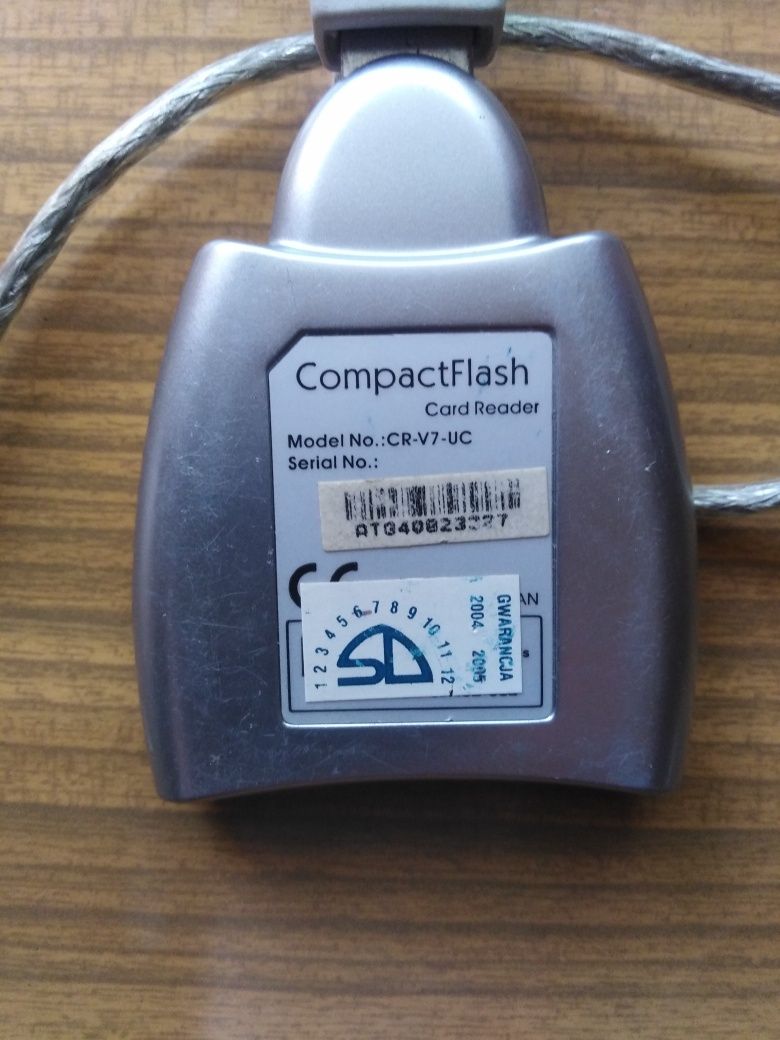 CompactFlash
Card Reader
Model No.:CR-V7-UC
Serial No.:
CE
AN
1 2 3 4 5 6 7 8 9 10 11 12
SD
2004 2005
GWARANCJA